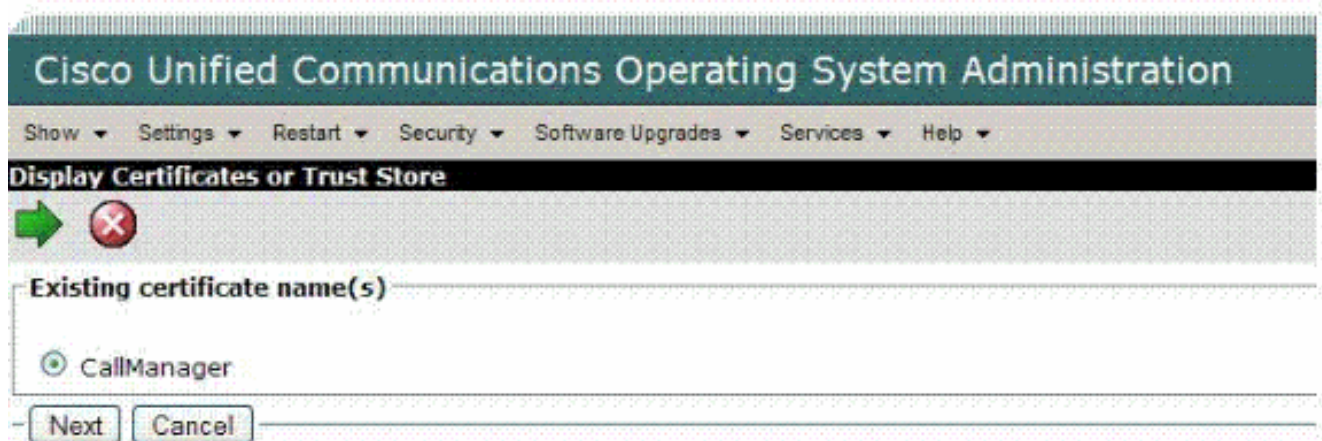 Cisco Unified Communications Operating System Administration
Show Settings Restart Security Software Upgrades Services Help
Display Certificates or Trust Store
Existing certificate name(s)
CallManager
Next Cancel